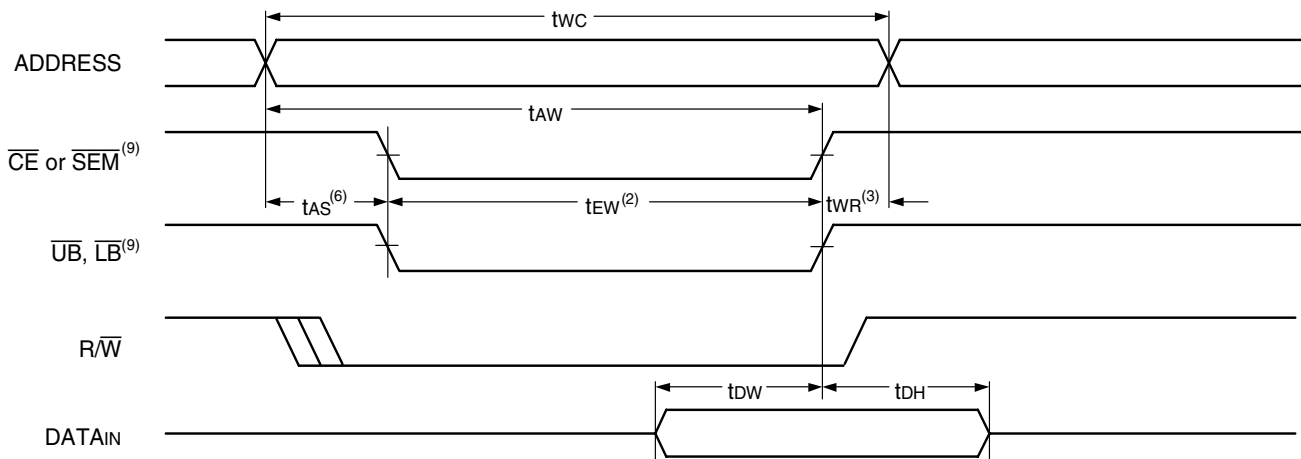 tWC
ADDRESS
tAW
CE or SEM(9)
tAS(6) tEW(2) tWR(3)
UB, LB(9)
R/W
tDW tDH
DATAIN